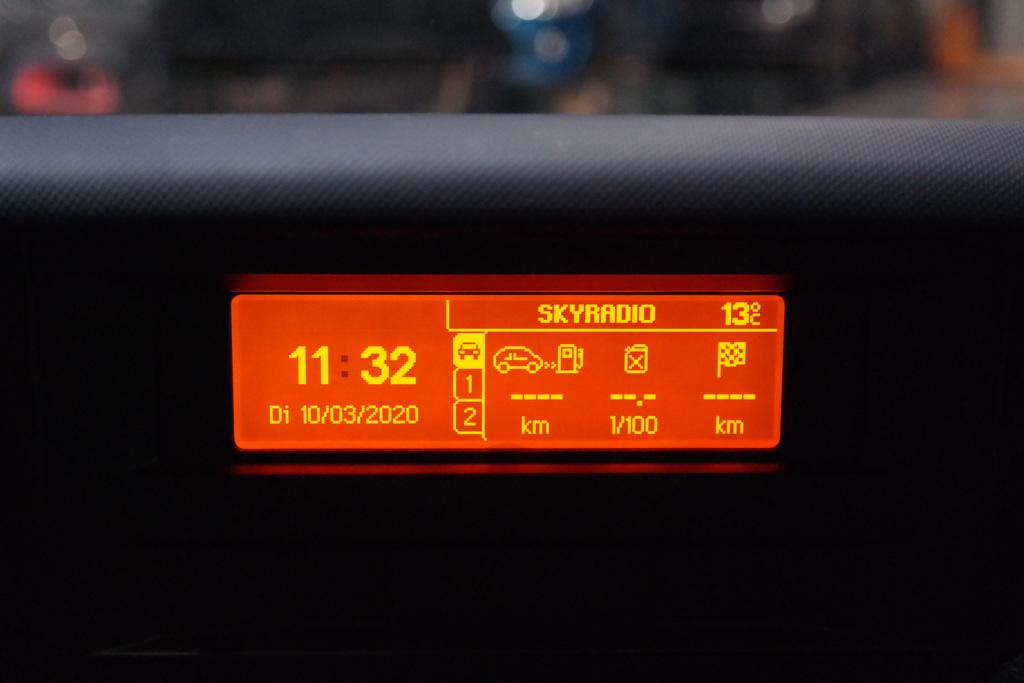 SKYRADIO 13°C
11:32
Di 10/03/2020
1
2
---- km
--.- l/100
---- km